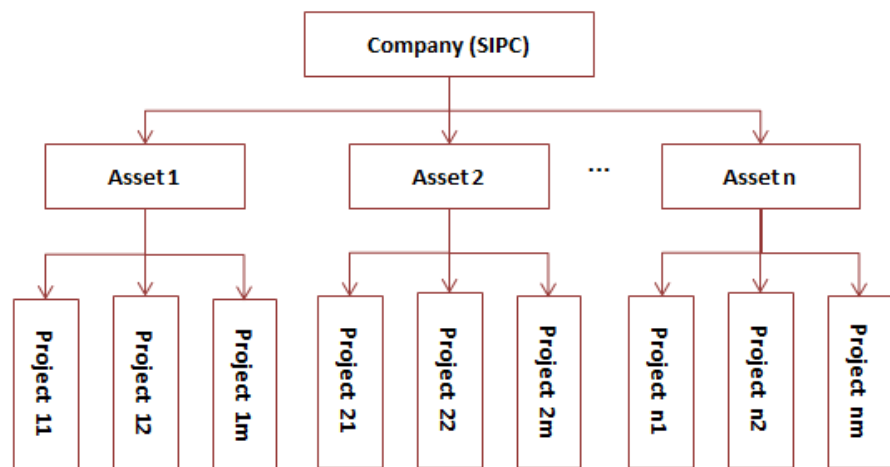 Company (SIPC)
Asset 1
Asset 2
...
Asset n
Project 11
Project 12
Project 1m
Project 21
Project 22
Project 2m
Project n1
Project n2
Project nm